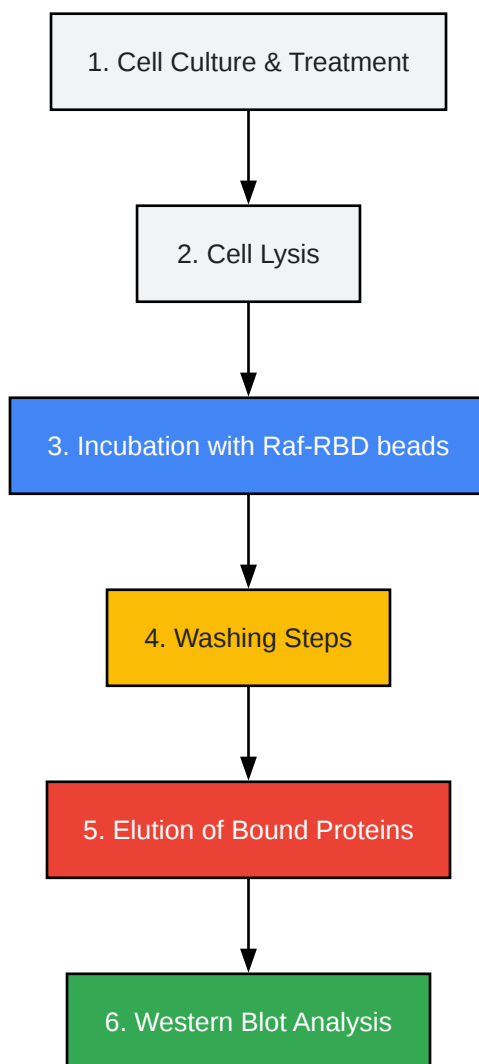 1. Cell Culture & Treatment
2. Cell Lysis
3. Incubation with Raf-RBD beads
4. Washing Steps
5. Elution of Bound Proteins
6. Western Blot Analysis